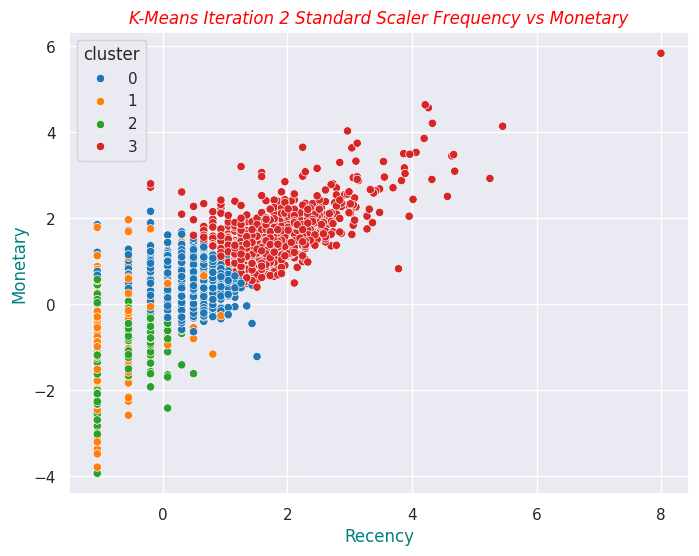 K-Means Iteration 2 Standard Scaler Frequency vs Monetary
cluster
0
1
2
3
6
4
2
0
−2
−4
Monetary
0 2 4 6 8
Recency